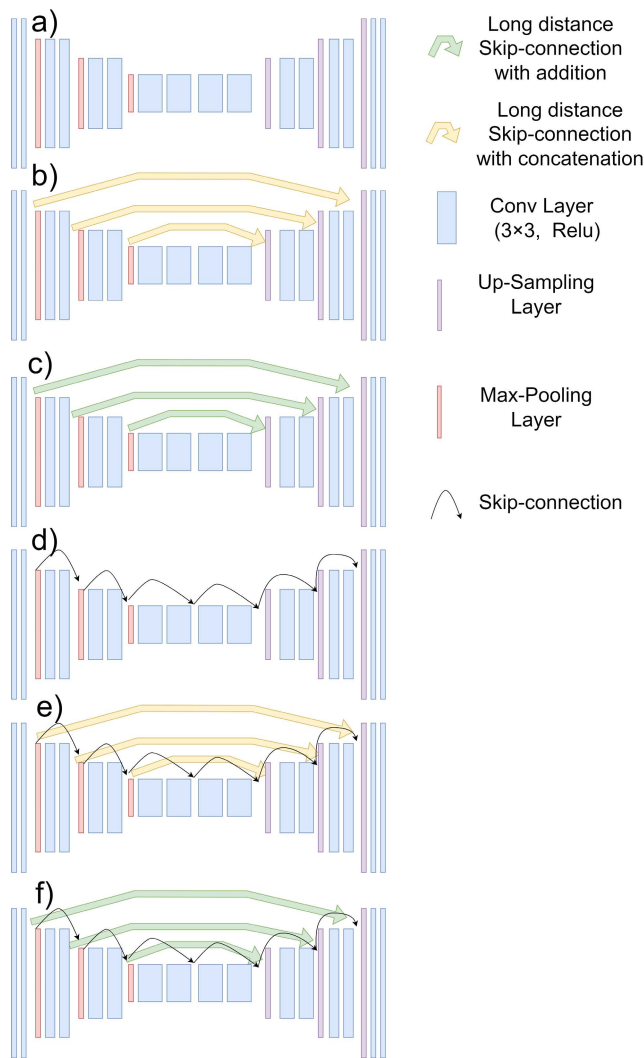 a)
Long distance
Skip-connection
with addition
Long distance
Skip-connection
with concatenation
b)
Conv Layer
(3×3, Relu)
Up-Sampling
Layer
c)
Max-Pooling
Layer
Skip-connection
d)
e)
f)